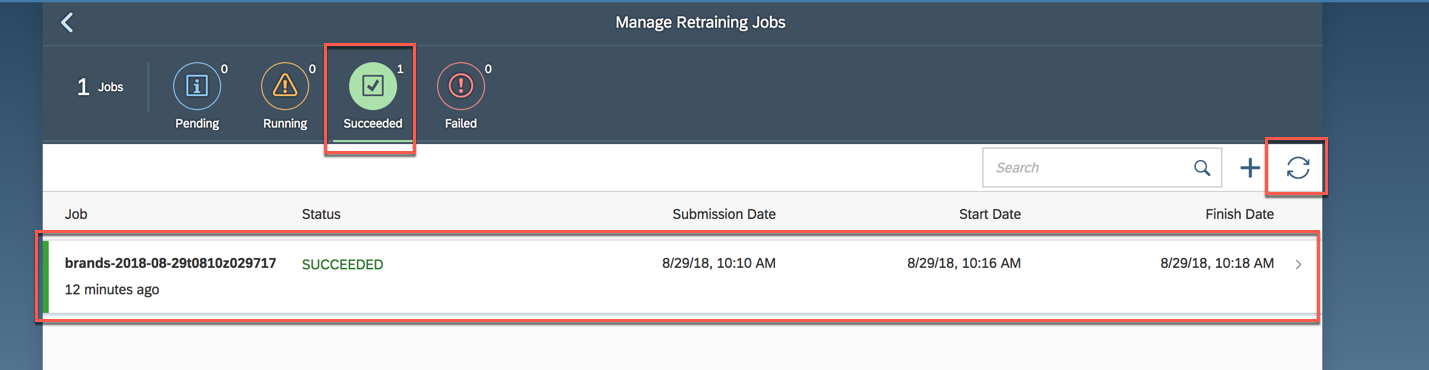 Manage Retraining Jobs
1 Jobs
0
Pending
0
Running
1
Succeeded
0
Failed
Search
Job Status Submission Date Start Date Finish Date
brands-2018-08-29t0810z029717 SUCCEEDED 8/29/18, 10:10 AM 8/29/18, 10:16 AM 8/29/18, 10:18 AM
12 minutes ago